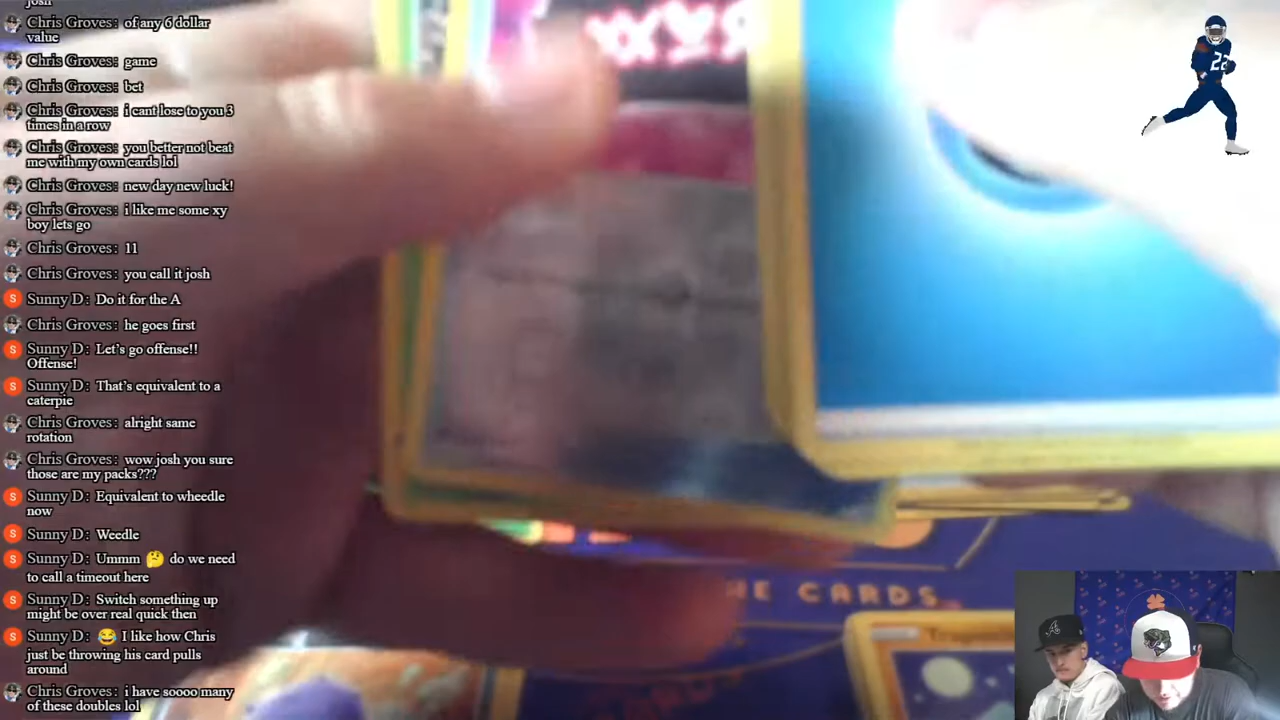 josh
Chris Groves: of any 6 dollar
value
Chris Groves: game
Chris Groves: bet
Chris Groves: i cant lose to you 3
times in a row
Chris Groves: you better not beat
me with my own cards lol
Chris Groves: new day new luck!
Chris Groves: i like me some xy
boy lets go
Chris Groves: 11
Chris Groves: you call it josh
S Sunny D: Do it for the A
Chris Groves: he goes first
S Sunny D: Let's go offense!!
Offense!
S Sunny D: That's equivalent to a
caterpie
Chris Groves: alright same
rotation
Chris Groves: wow josh you sure
those are my packs???
S Sunny D: Equivalent to wheedle
now
S Sunny D: Weedle
S Sunny D: Ummm 🤔 do we need
to call a timeout here
S Sunny D: Switch something up
might be over real quick then
S Sunny D: 😂 I like how Chris
just be throwing his card pulls
around
Chris Groves: i have soooo many
of these doubles lol
22
HE CARDS
A